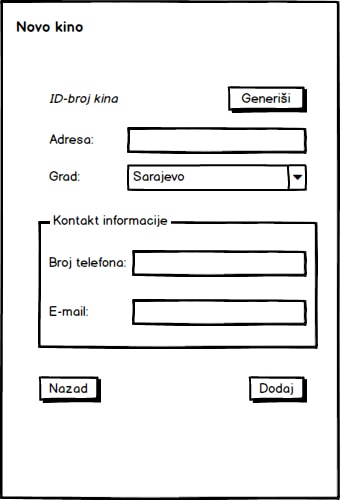 Novo kino
ID-broj kina
Generiši
Adresa:
Grad:
Sarajevo
Kontakt informacije
Broj telefona:
E-mail:
Nazad
Dodaj